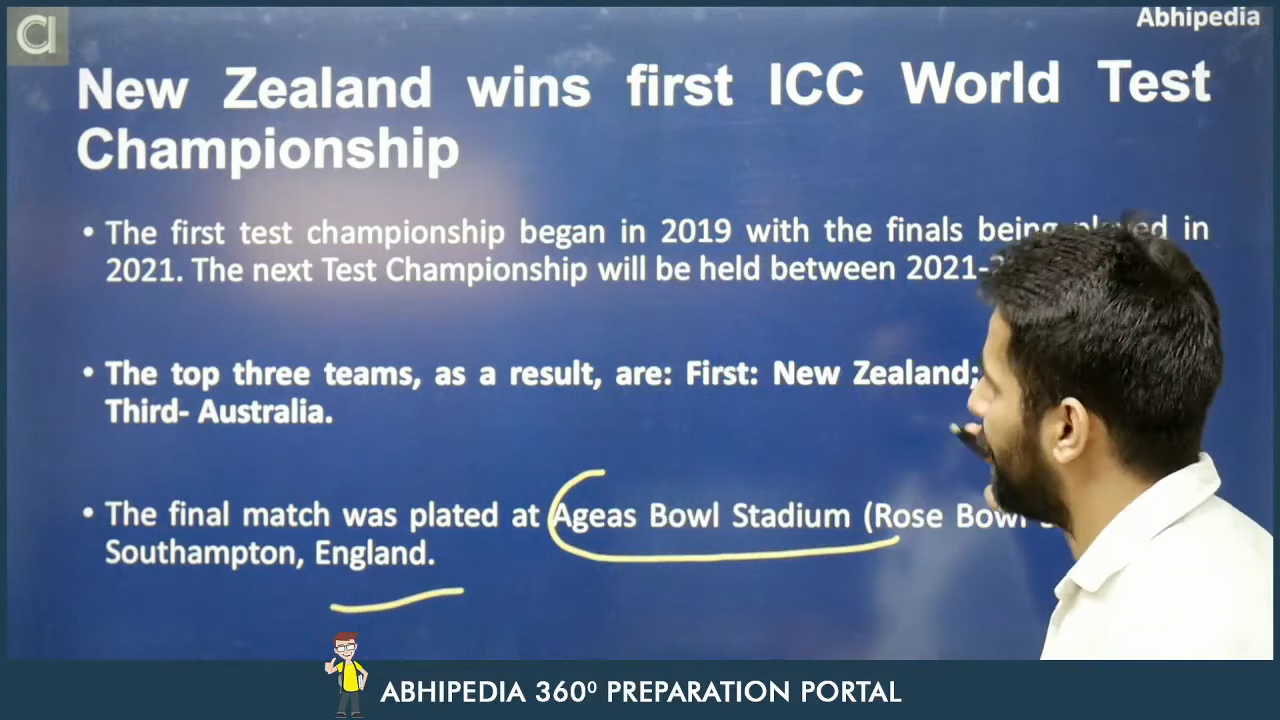 Abhipedia
New Zealand wins first ICC World Test
Championship
• The first test championship began in 2019 with the finals being played in
2021. The next Test Championship will be held between 2021-
• The top three teams, as a result, are: First: New Zealand;
Third- Australia.
• The final match was plated at Ageas Bowl Stadium (Rose Bowl
Southampton, England.
ABHIPEDIA 360⁰ PREPARATION PORTAL